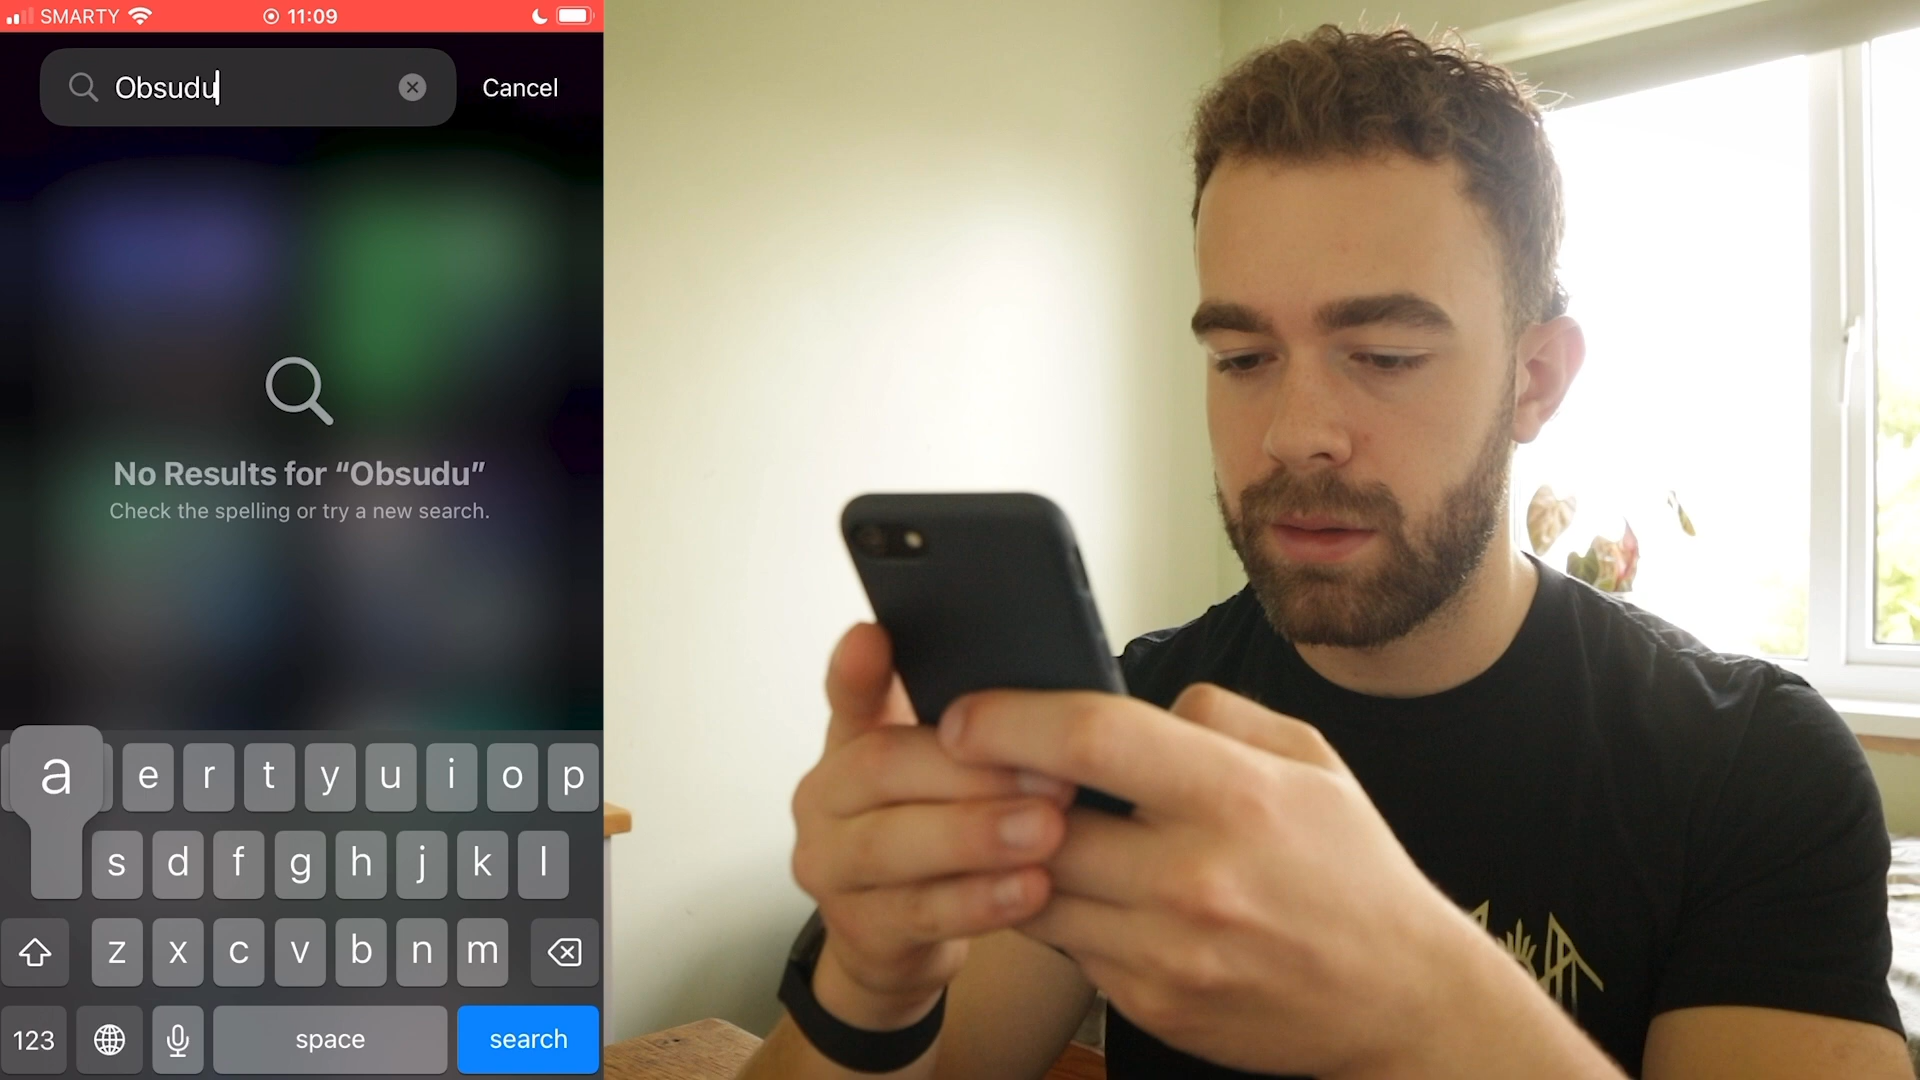 SMARTY 11:09
Obsudu Cancel
No Results for “Obsudu”
Check the spelling or try a new search.
a e r t y u i o p
s d f g h j k l
z x c v b n m
123 space search